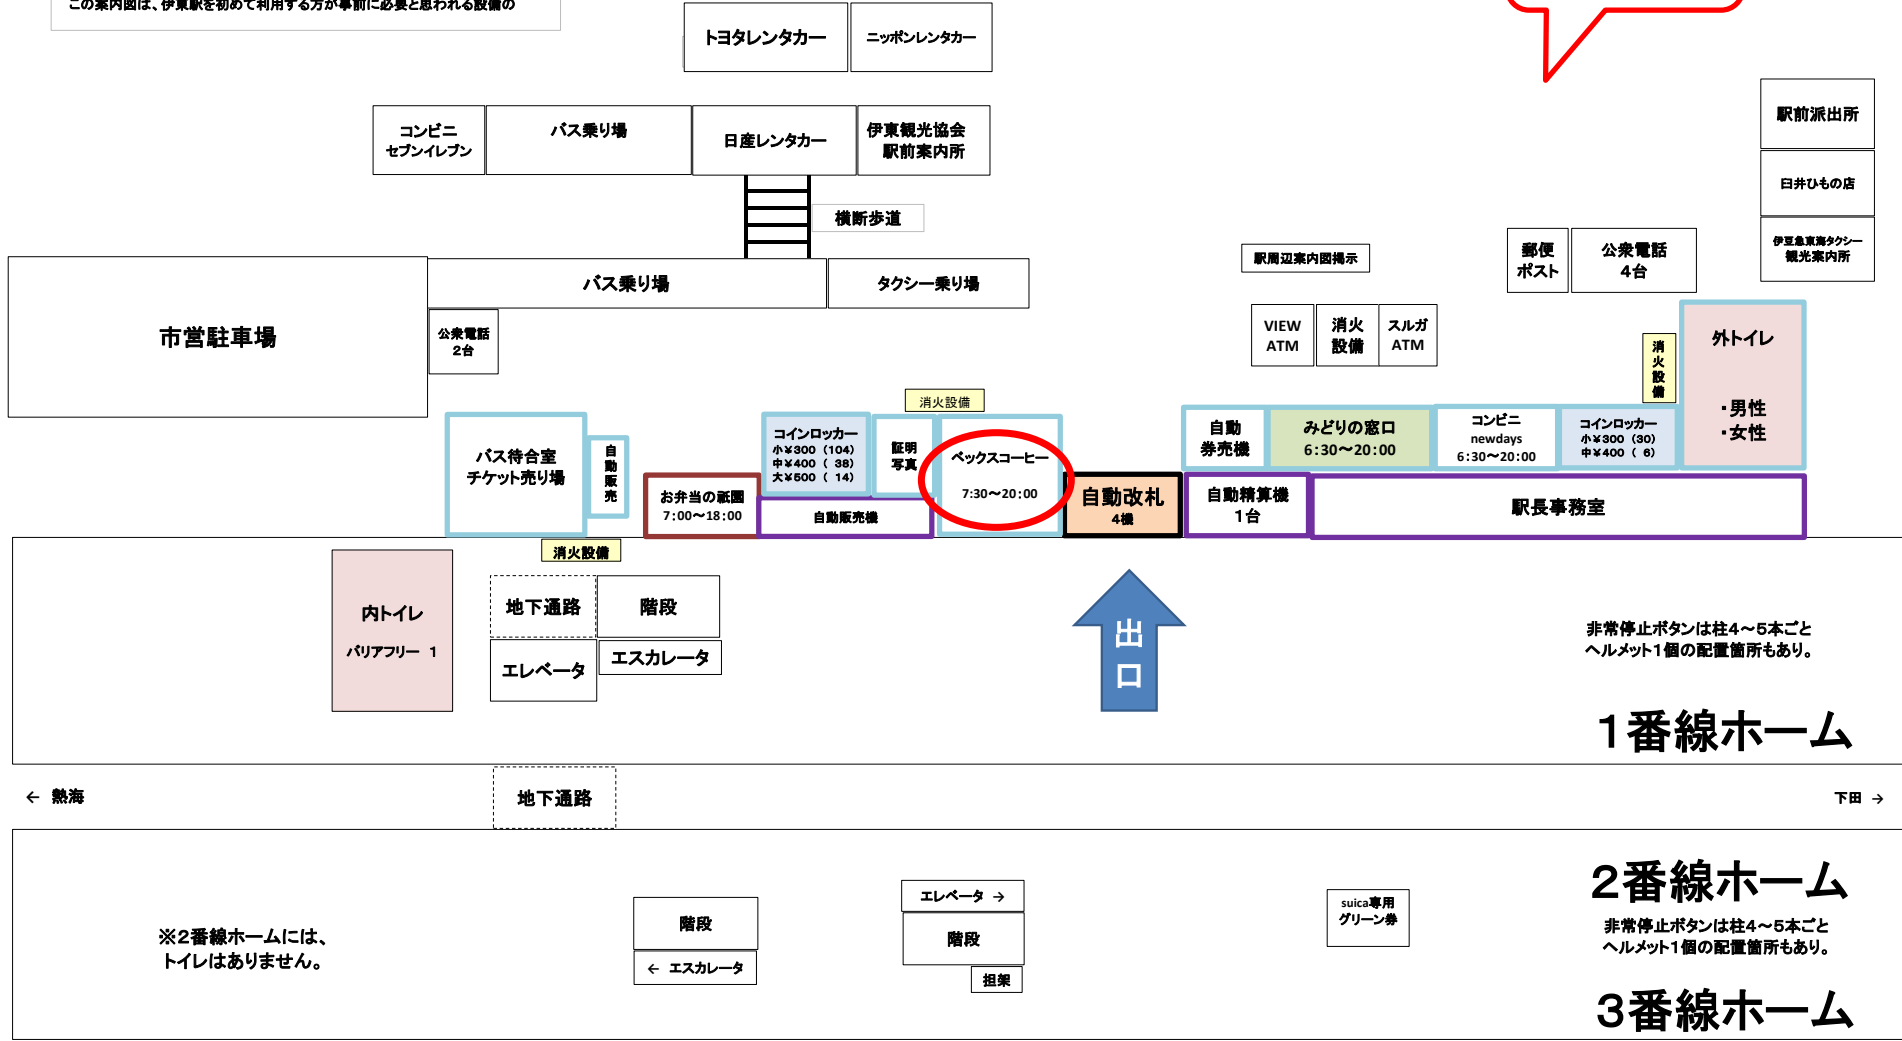 この案内図は、伊東駅を初めて利用する方が事前に必要と思われる設備の
トヨタレンタカー
ニッポンレンタカー
コンビニ
セブンイレブン
バス乗り場
日産レンタカー
伊東観光協会
駅前案内所
駅前派出所
臼井ひもの店
伊豆急東海タクシー
観光案内所
横断歩道
駅周辺案内図掲示
郵便
ポスト
公衆電話
4台
市営駐車場
バス乗り場
タクシー乗り場
公衆電話
2台
VIEW
ATM
消火
設備
スルガ
ATM
消火設備
外トイレ
・男性
・女性
消火設備
バス待合室
チケット売り場
自動販売
お弁当の祇園
7:00～18:00
コインロッカー
小¥300 (104)
中¥400 ( 38)
大¥600 ( 14)
証明
写真
自動販売機
ベックスコーヒー
7:30～20:00
自動改札
4機
自動
券売機
みどりの窓口
6:30～20:00
コンビニ
newdays
6:30～20:00
コインロッカー
小¥300 (30)
中¥400 ( 6)
自動精算機
1台
駅長事務室
消火設備
内トイレ
バリアフリー 1
地下通路
階段
エレベータ
エスカレータ
出口
非常停止ボタンは柱4～5本ごと
ヘルメット1個の配置箇所もあり。
1番線ホーム
← 熱海
地下通路
下田 →
※2番線ホームには、
トイレはありません。
階段
← エスカレータ
エレベータ →
階段
担架
suica専用
グリーン券
2番線ホーム
非常停止ボタンは柱4～5本ごと
ヘルメット1個の配置箇所もあり。
3番線ホーム